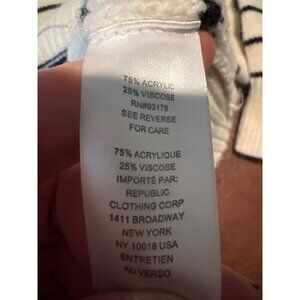 75% ACRYLIC
25% VISCOSE
RN#93178
SEE REVERSE
FOR CARE
75% ACRYLIQUE
25% VISCOSE
IMPORTÉ PAR:
REPUBLIC
CLOTHING CORP
1411 BROADWAY
NEW YORK
NY 10018 USA
ENTRETIEN
AU VERSO